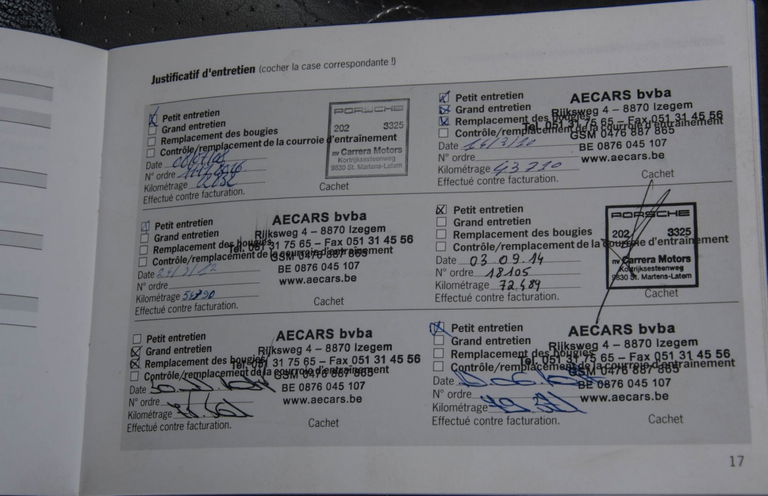 Justificatif d'entretien (cocher la case correspondante !)
Petit entretien
Grand entretien
Remplacement des bougies
Contrôle/remplacement de la courroie d'entraînement
Date
N° ordre
Kilométrage
Effectué contre facturation.
PORSCHE
202 3325
nv Carrera Motors
Kortrijksesteenweg
9830 St. Martens-Latem
Cachet
Petit entretien
Grand entretien
Remplacement des bougies
Contrôle/remplacement de la courroie d'entraînement
Date
N° ordre
Kilométrage
Effectué contre facturation.
AECARS bvba
Rijksweg 4 – 8870 Izegem
Tel. 051 31 75 65 – Fax 051 31 45 56
GSM 0476 887 865
BE 0876 045 107
www.aecars.be
Cachet
Petit entretien
Grand entretien
Remplacement des bougies
Contrôle/remplacement de la courroie d'entraînement
Date
N° ordre
Kilométrage
Effectué contre facturation.
AECARS bvba
Rijksweg 4 – 8870 Izegem
Tel. 051 31 75 65 – Fax 051 31 45 56
GSM 0476 887 865
BE 0876 045 107
www.aecars.be
Cachet
Petit entretien
Grand entretien
Remplacement des bougies
Contrôle/remplacement de la courroie d'entraînement
Date 03 09.14
N° ordre 18105
Kilométrage 72.489
Effectué contre facturation.
PORSCHE
202 3325
nv Carrera Motors
Kortrijksesteenweg
9830 St. Martens-Latem
Cachet
Petit entretien
Grand entretien
Remplacement des bougies
Contrôle/remplacement de la courroie d'entraînement
Date
N° ordre
Kilométrage
Effectué contre facturation.
AECARS bvba
Rijksweg 4 – 8870 Izegem
Tel. 051 31 75 65 – Fax 051 31 45 56
GSM 0476 887 865
BE 0876 045 107
www.aecars.be
Cachet
Petit entretien
Grand entretien
Remplacement des bougies
Contrôle/remplacement de la courroie d'entraînement
Date
N° ordre
Kilométrage
Effectué contre facturation.
AECARS bvba
Rijksweg 4 – 8870 Izegem
Tel. 051 31 75 65 – Fax 051 31 45 56
GSM 0476 887 865
BE 0876 045 107
www.aecars.be
Cachet
17